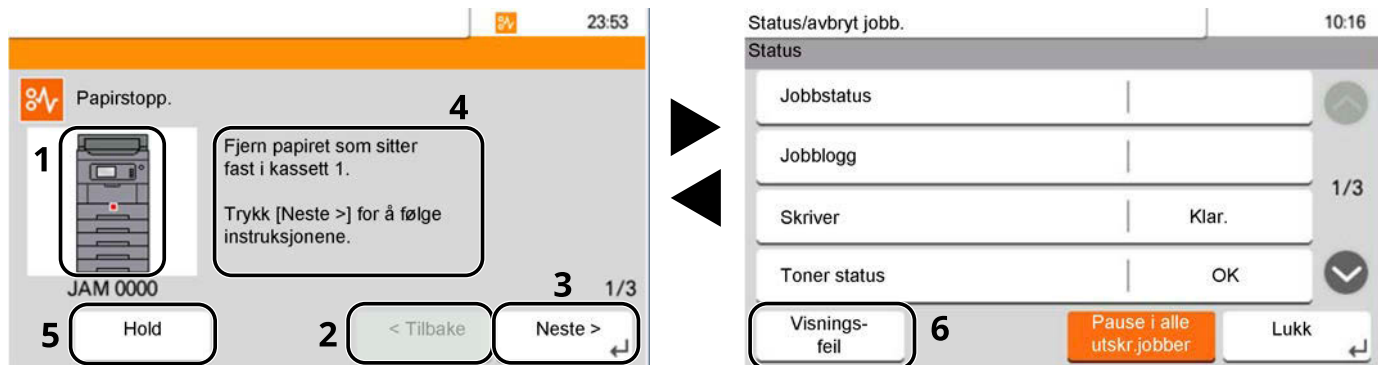 23:53
Papirstopp.
4
1
Fjern papiret som sitter
fast i kassett 1.
Trykk [Neste >] for å følge
instruksjonene.
JAM 0000
3
1/3
5
Hold
2
< Tilbake
Neste >
Status/avbryt jobb.
10:16
Status
Jobbstatus
Jobblogg
1/3
Skriver
Klar.
Toner status
OK
Visnings-
feil
6
Pause i alle
utskr.jobber
Lukk